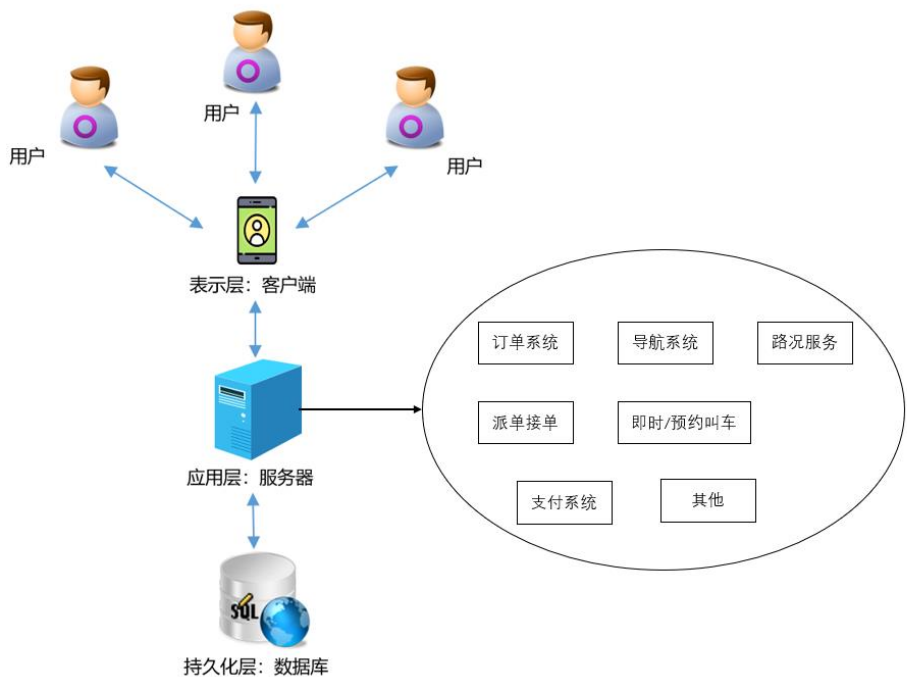 用户
用户
用户
表示层：客户端
订单系统
导航系统
路况服务
派单接单
即时/预约叫车
应用层：服务器
支付系统
其他
SQL
持久化层：数据库